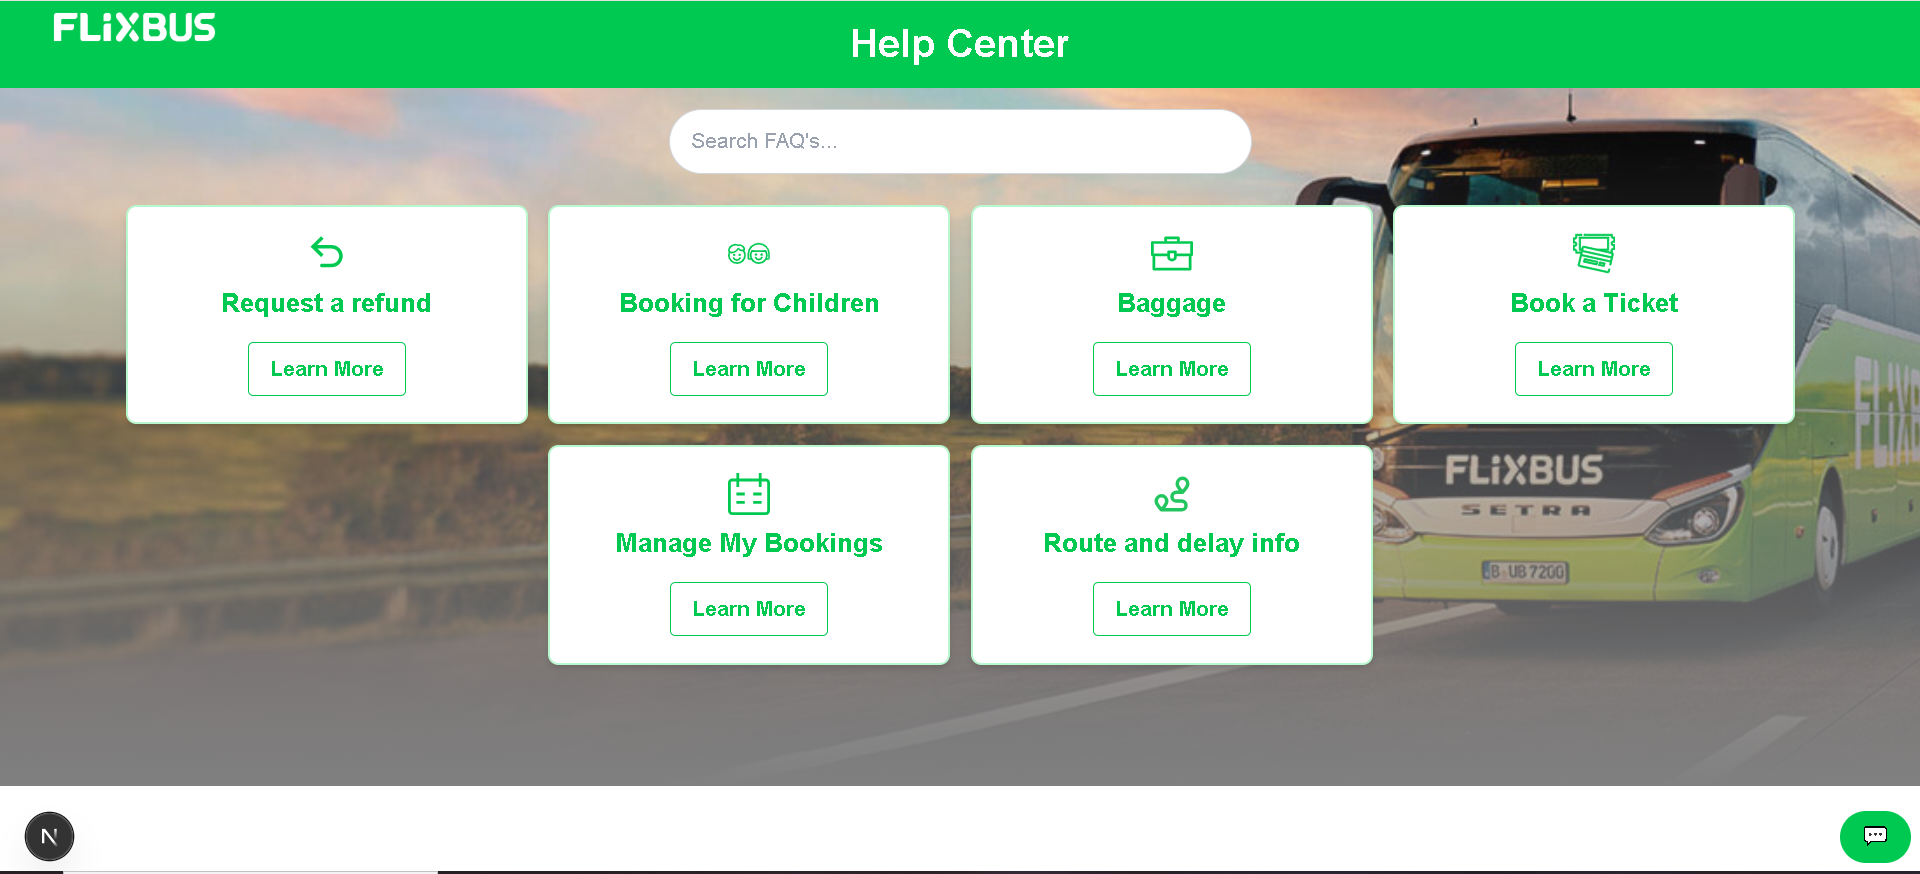 FLiXBUS
Help Center
Search FAQ's...
Request a refund
Learn More
Booking for Children
Learn More
Baggage
Learn More
Book a Ticket
Learn More
Manage My Bookings
Learn More
Route and delay info
Learn More
FLiXBUS
SETRA
B UB 7200
FLiXB
N